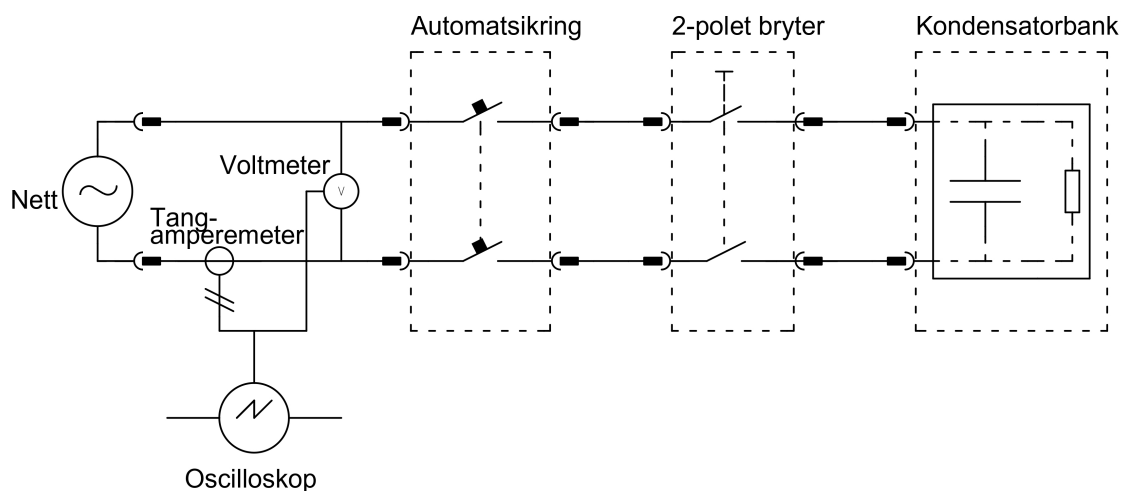 Automatsikring
2-polet bryter
Kondensatorbank
Voltmeter
V
Nett
Tang-
amperemeter
Oscilloskop